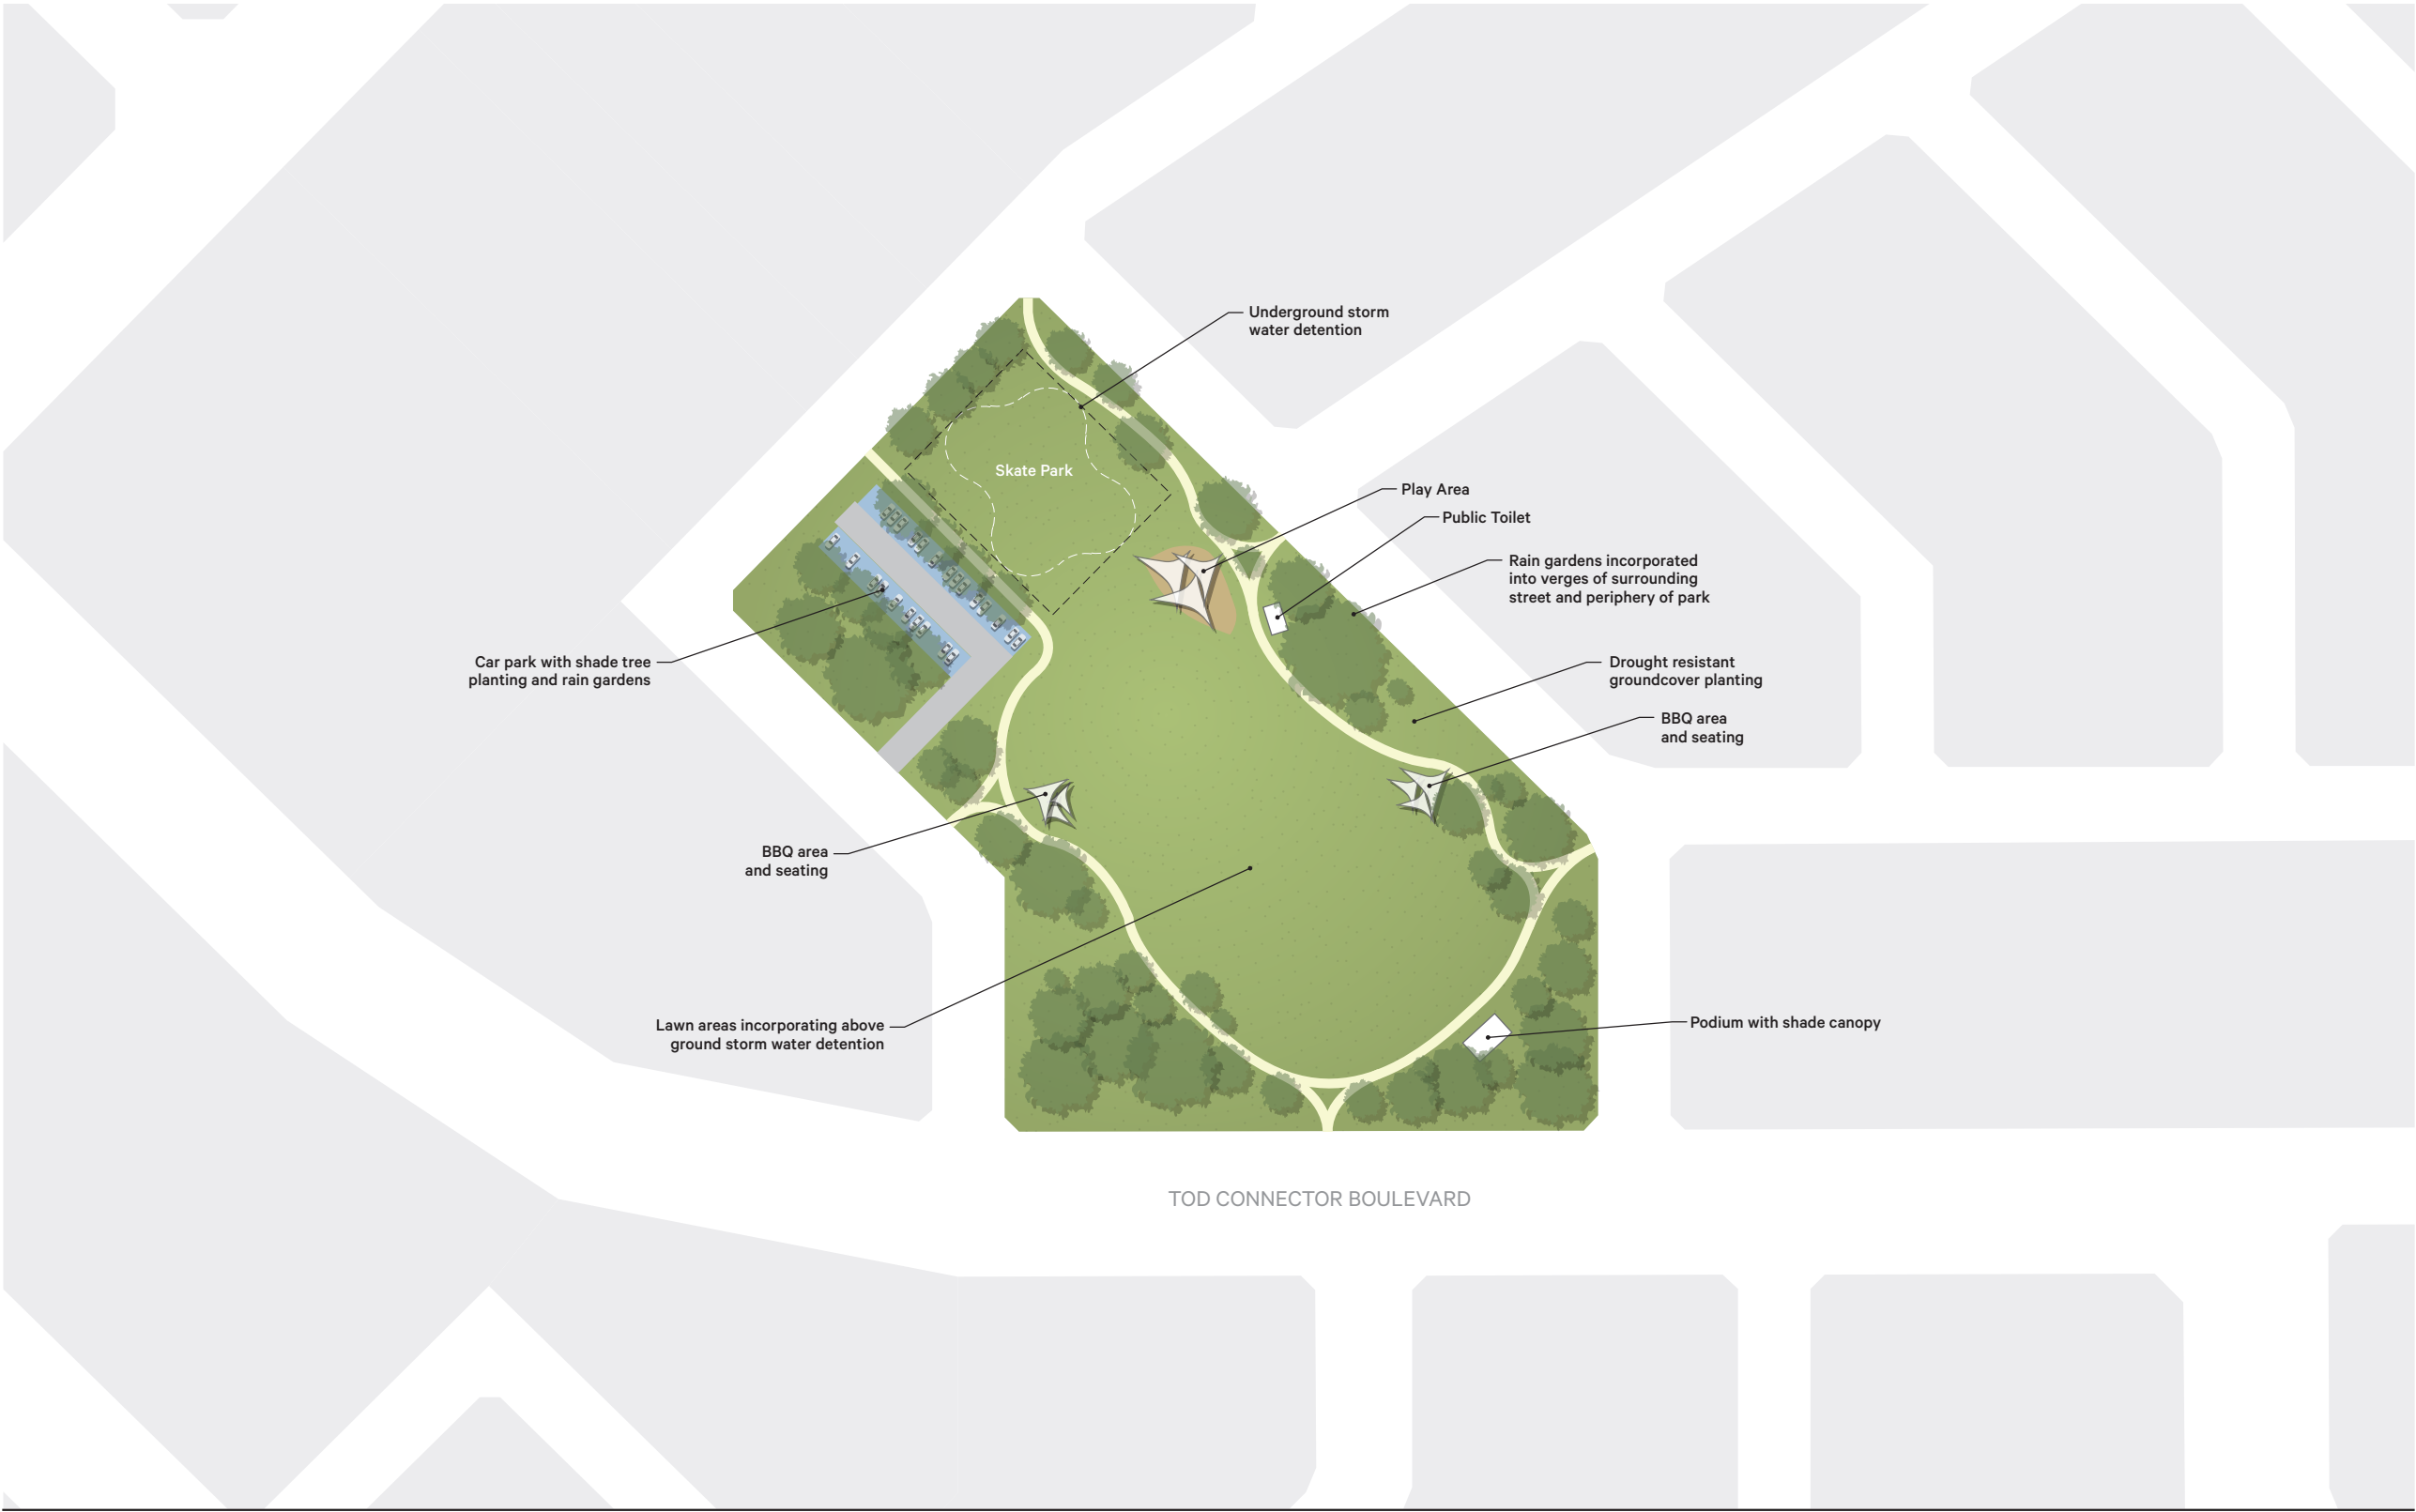 Underground storm
water detention
Skate Park
Play Area
Public Toilet
Rain gardens incorporated
into verges of surrounding
street and periphery of park
Car park with shade tree
planting and rain gardens
Drought resistant
groundcover planting
BBQ area
and seating
BBQ area
and seating
Lawn areas incorporating above
ground storm water detention
Podium with shade canopy
TOD CONNECTOR BOULEVARD